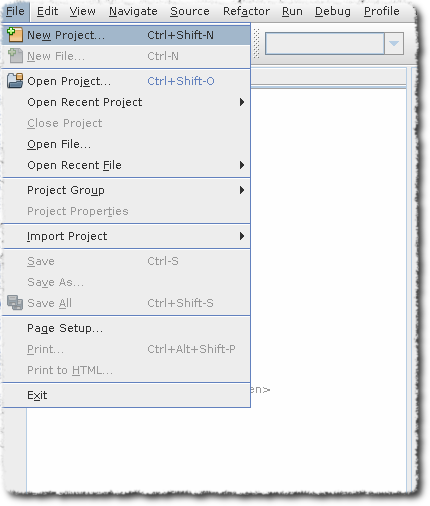 File Edit View Navigate Source Refactor Run Debug Profile
New Project... Ctrl+Shift-N
New File... Ctrl-N
Open Project... Ctrl+Shift-O
Open Recent Project
Close Project
Open File...
Open Recent File
Project Group
Project Properties
Import Project
Save Ctrl-S
Save As...
Save All Ctrl+Shift-S
Page Setup...
Print... Ctrl+Alt+Shift-P
Print to HTML...
en>
Exit